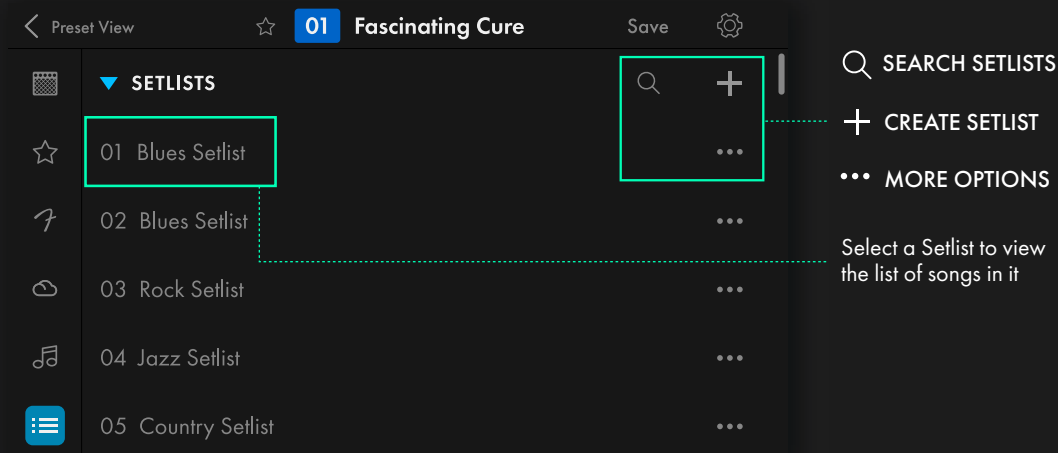 Preset View
01 Fascinating Cure
Save
SETLISTS
01 Blues Setlist
02 Blues Setlist
03 Rock Setlist
04 Jazz Setlist
05 Country Setlist
SEARCH SETLISTS
CREATE SETLIST
MORE OPTIONS
Select a Setlist to view
the list of songs in it